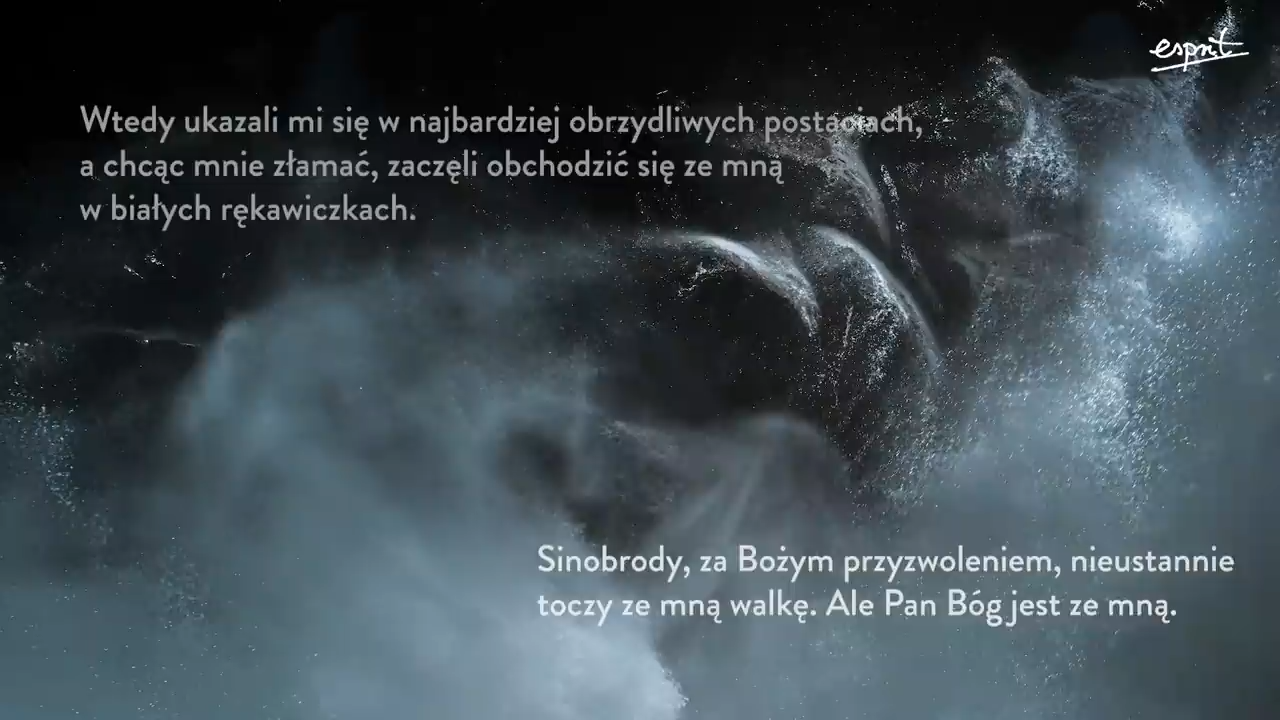 esprit
Wtedy ukazali mi się w najbardziej obrzydliwych postaciach,
a chcąc mnie złamać, zaczęli obchodzić się ze mną
w białych rękawiczkach.
Sinobrody, za Bożym przyzwoleniem, nieustannie
toczy ze mną walkę. Ale Pan Bóg jest ze mną.